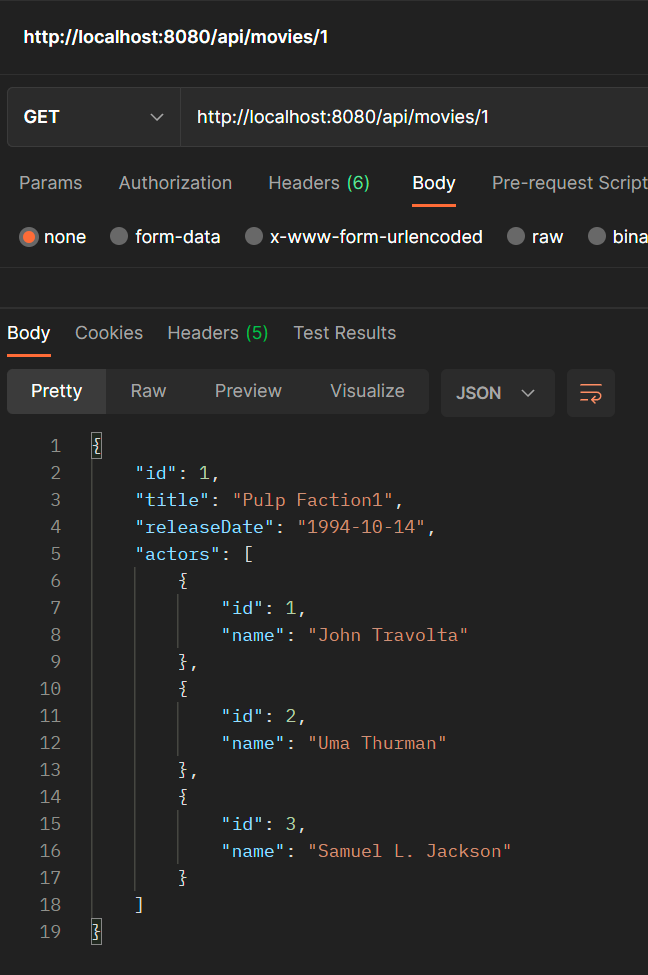 http://localhost:8080/api/movies/1
GET http://localhost:8080/api/movies/1
Params Authorization Headers (6) Body Pre-request Script
none form-data x-www-form-urlencoded raw bina
Body Cookies Headers (5) Test Results
Pretty Raw Preview Visualize JSON
1 {
2 "id": 1,
3 "title": "Pulp Faction1",
4 "releaseDate": "1994-10-14",
5 "actors": [
6 {
7 "id": 1,
8 "name": "John Travolta"
9 },
10 {
11 "id": 2,
12 "name": "Uma Thurman"
13 },
14 {
15 "id": 3,
16 "name": "Samuel L. Jackson"
17 }
18 ]
19 }